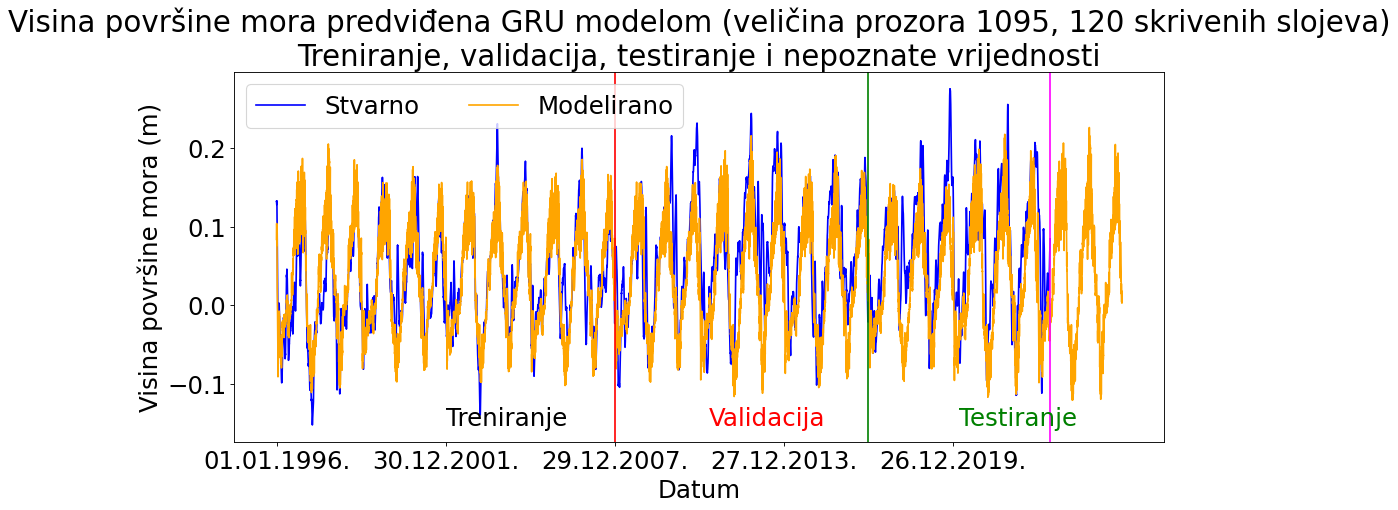 Visina površine mora predviđena GRU modelom (veličina prozora 1095, 120 skrivenih slojeva)
Treniranje, validacija, testiranje i nepoznate vrijednosti
Stvarno Modelirano
Visina površine mora (m)
0.2
0.1
0.0
−0.1
Treniranje Validacija Testiranje
01.01.1996. 30.12.2001. 29.12.2007. 27.12.2013. 26.12.2019.
Datum